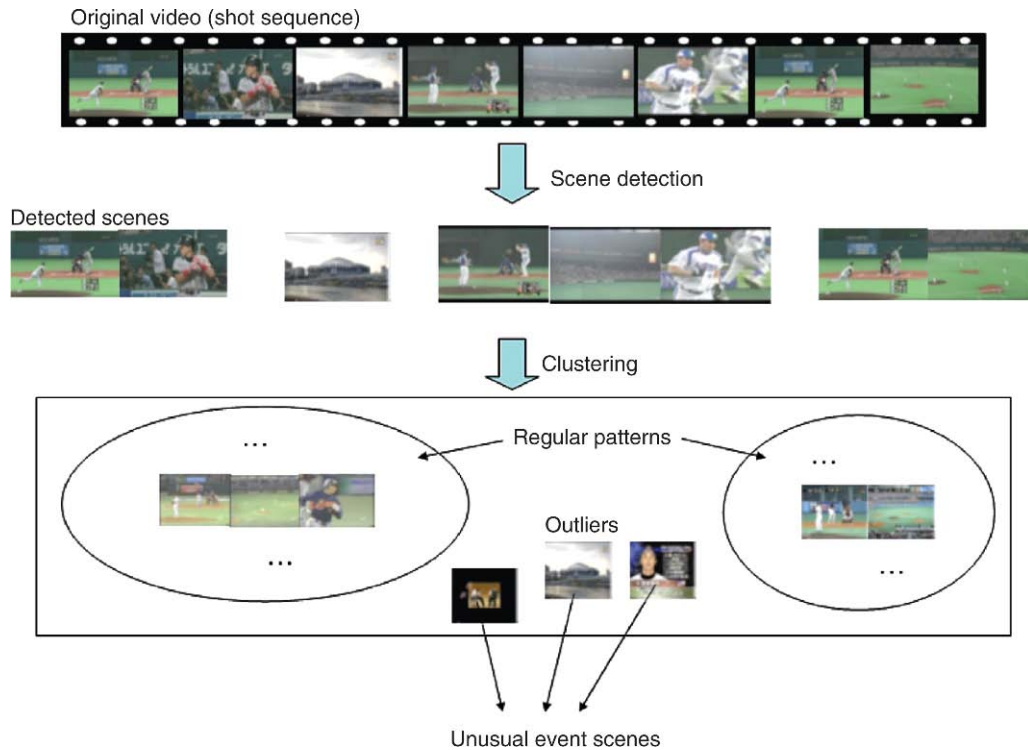 Original video (shot sequence)
Scene detection
Detected scenes
Clustering
...
Regular patterns
...
Outliers
...
...
Unusual event scenes